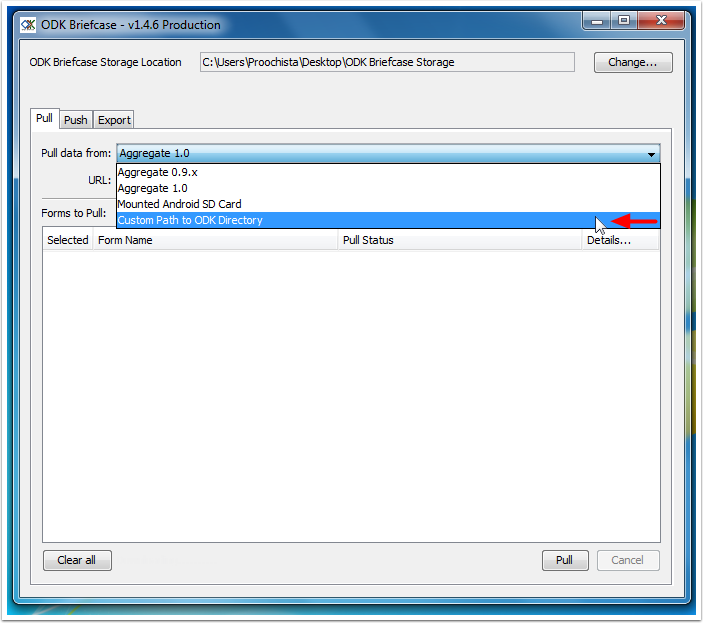 ODK Briefcase - v1.4.6 Production
ODK Briefcase Storage Location C:\Users\Proochista\Desktop\ODK Briefcase Storage Change...
Pull Push Export
Pull data from: Aggregate 1.0
Aggregate 0.9.x
URL:
Aggregate 1.0
Mounted Android SD Card
Forms to Pull:
Custom Path to ODK Directory
Selected Form Name Pull Status Details...
Clear all Pull Cancel